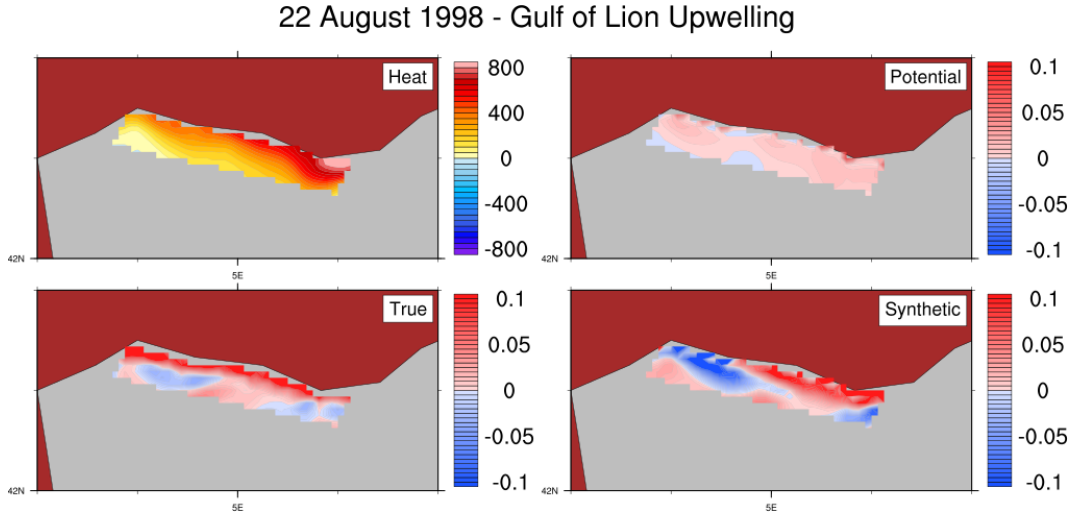 22 August 1998 - Gulf of Lion Upwelling
Heat
800
400
0
-400
-800
42N
5E
Potential
0.1
0.05
0
-0.05
-0.1
42N
5E
True
0.1
0.05
0
-0.05
-0.1
42N
5E
Synthetic
0.1
0.05
0
-0.05
-0.1
42N
5E